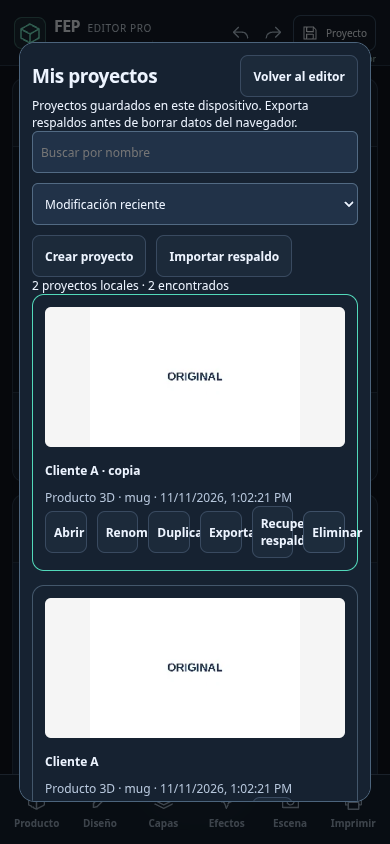 FEP EDITOR PRO
Proyecto
Mis proyectos
Volver al editor
Proyectos guardados en este dispositivo. Exporta
respaldos antes de borrar datos del navegador.
Buscar por nombre
Modificación reciente
Crear proyecto
Importar respaldo
2 proyectos locales · 2 encontrados
ORIGINAL
Cliente A · copia
Producto 3D · mug · 11/11/2026, 1:02:21 PM
Abrir
Renom
Duplica
Exporta
Recupe
respald
Eliminar
ORIGINAL
Cliente A
Producto 3D · mug · 11/11/2026, 1:02:21 PM
Producto
Diseño
Capas
Efectos
Escena
Imprimir